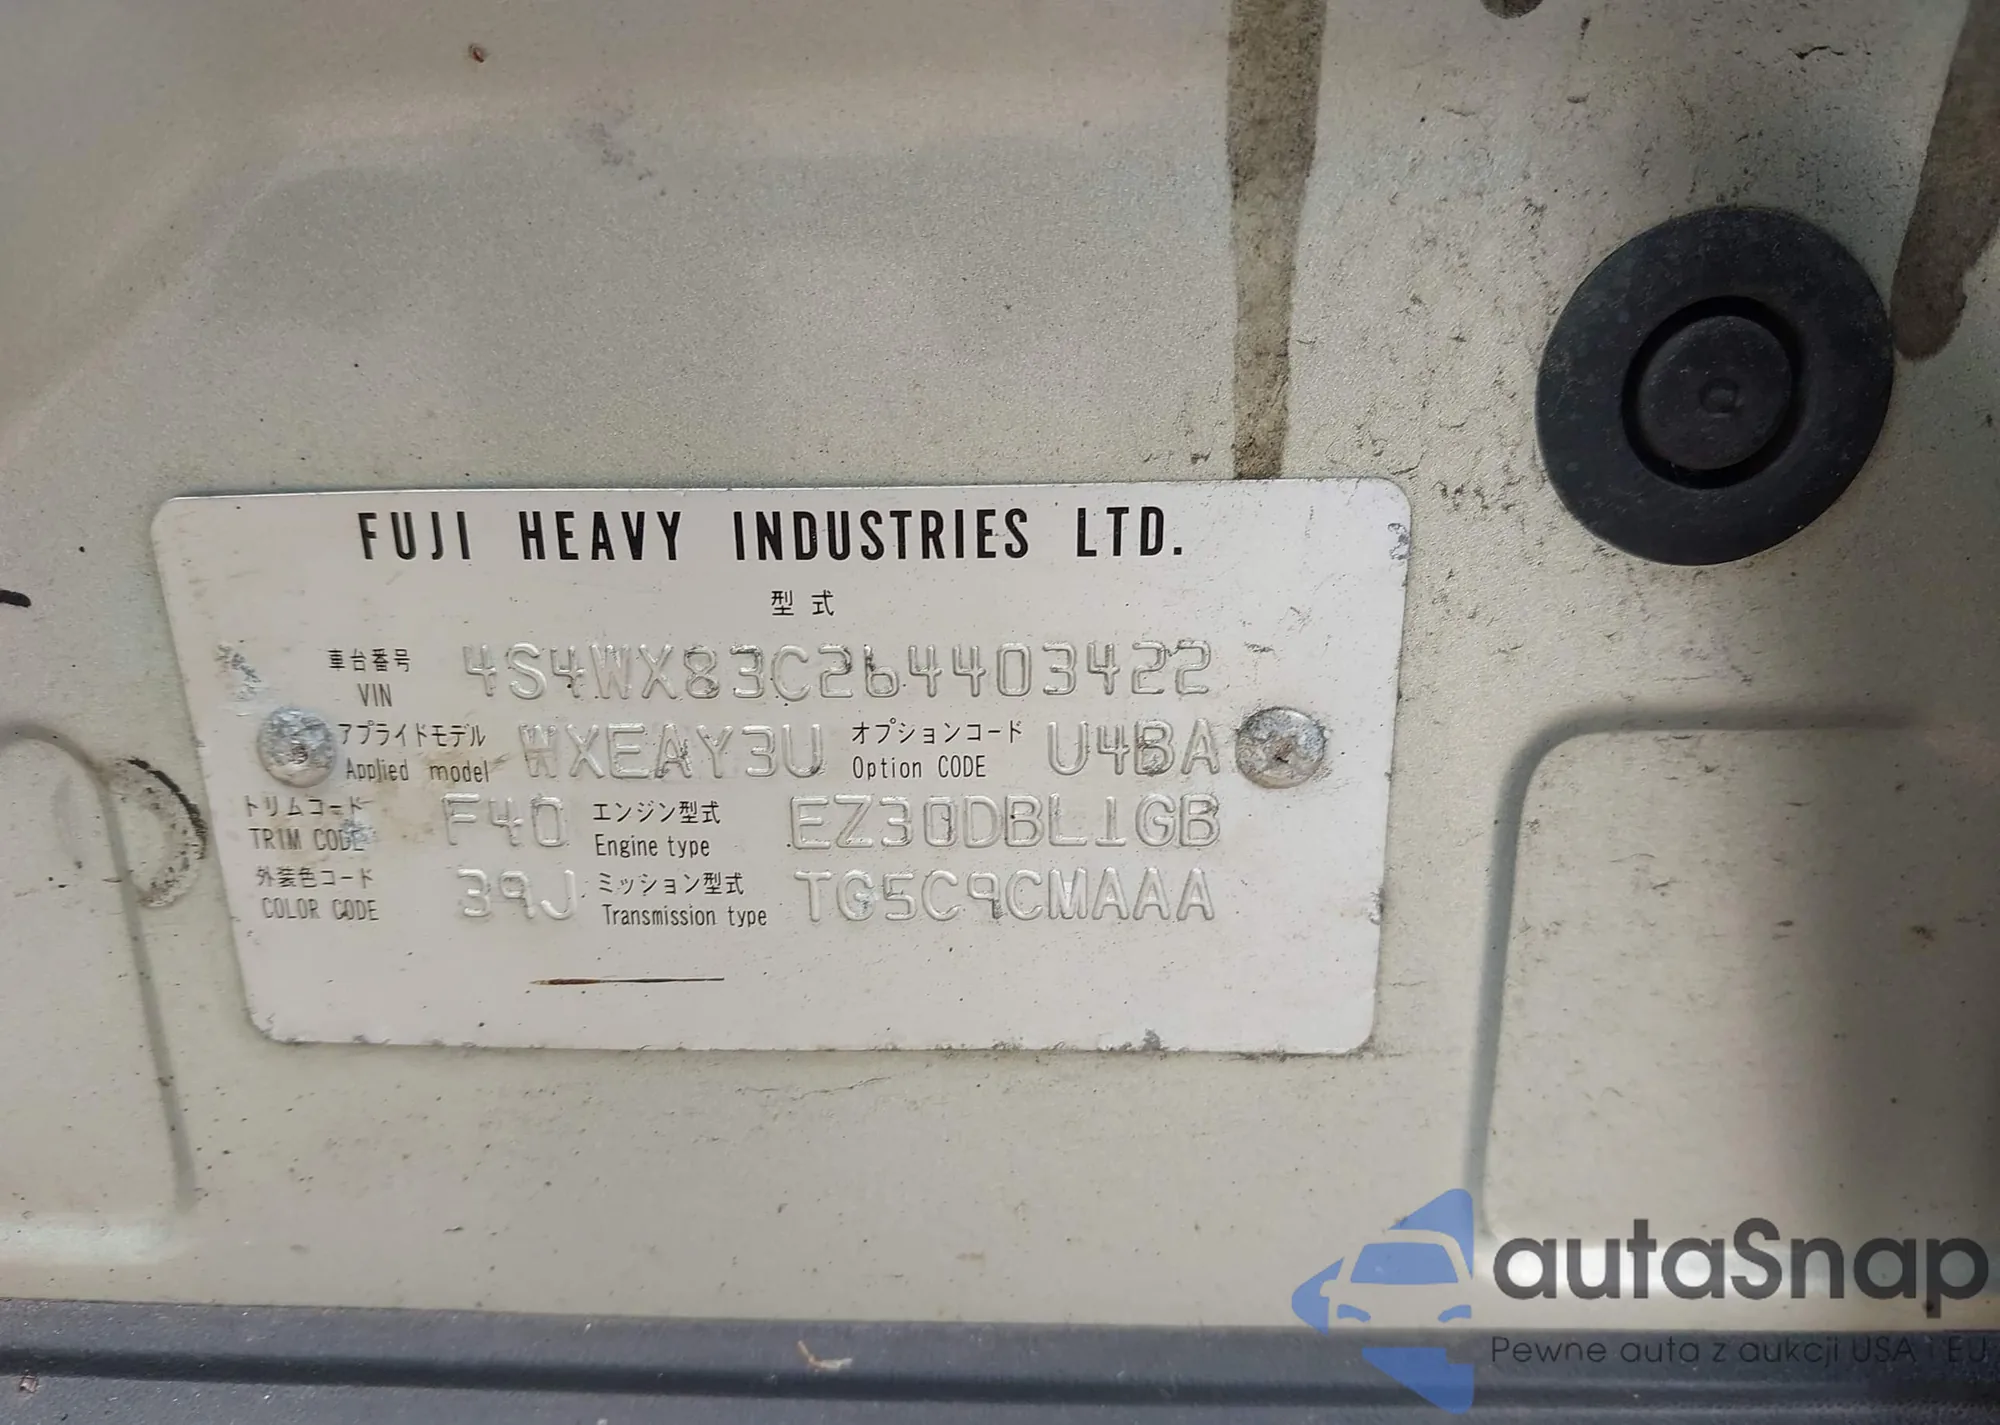 FUJI HEAVY INDUSTRIES LTD.
型式
車台番号 4S4WX83C264403422
VIN
アプライドモデル WXEAY3U オプションコード U4BA
Applied model Option CODE
トリムコード F40 エンジン型式 EZ30DBL1GB
TRIM CODE Engine type
外装色コード 39J ミッション型式 TG5C9CMAAA
COLOR CODE Transmission type
autaSnap
Pewne auta z aukcji USA i EU